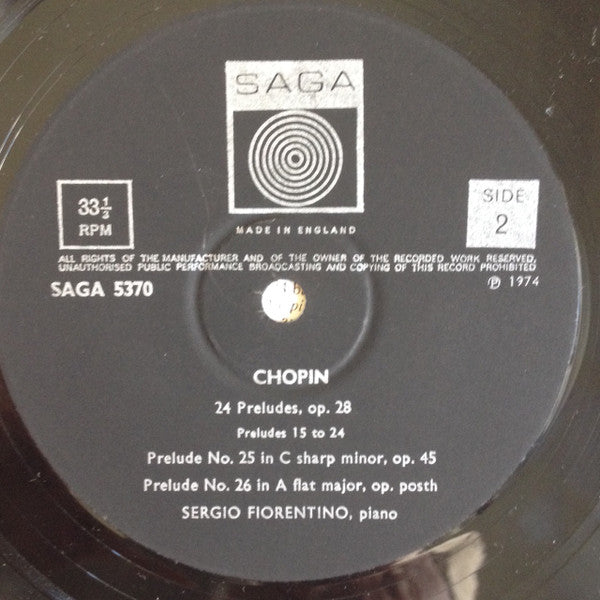 SAGA
33⅓
RPM
SIDE
2
MADE IN ENGLAND
ALL RIGHTS OF THE MANUFACTURER AND OF THE OWNER OF THE RECORDED WORK RESERVED,
UNAUTHORISED PUBLIC PERFORMANCE BROADCASTING AND COPYING OF THIS RECORD PROHIBITED
SAGA 5370
℗ 1974
CHOPIN
24 Preludes, op. 28
Preludes 15 to 24
Prelude No. 25 in C sharp minor, op. 45
Prelude No. 26 in A flat major, op. posth
SERGIO FIORENTINO, piano